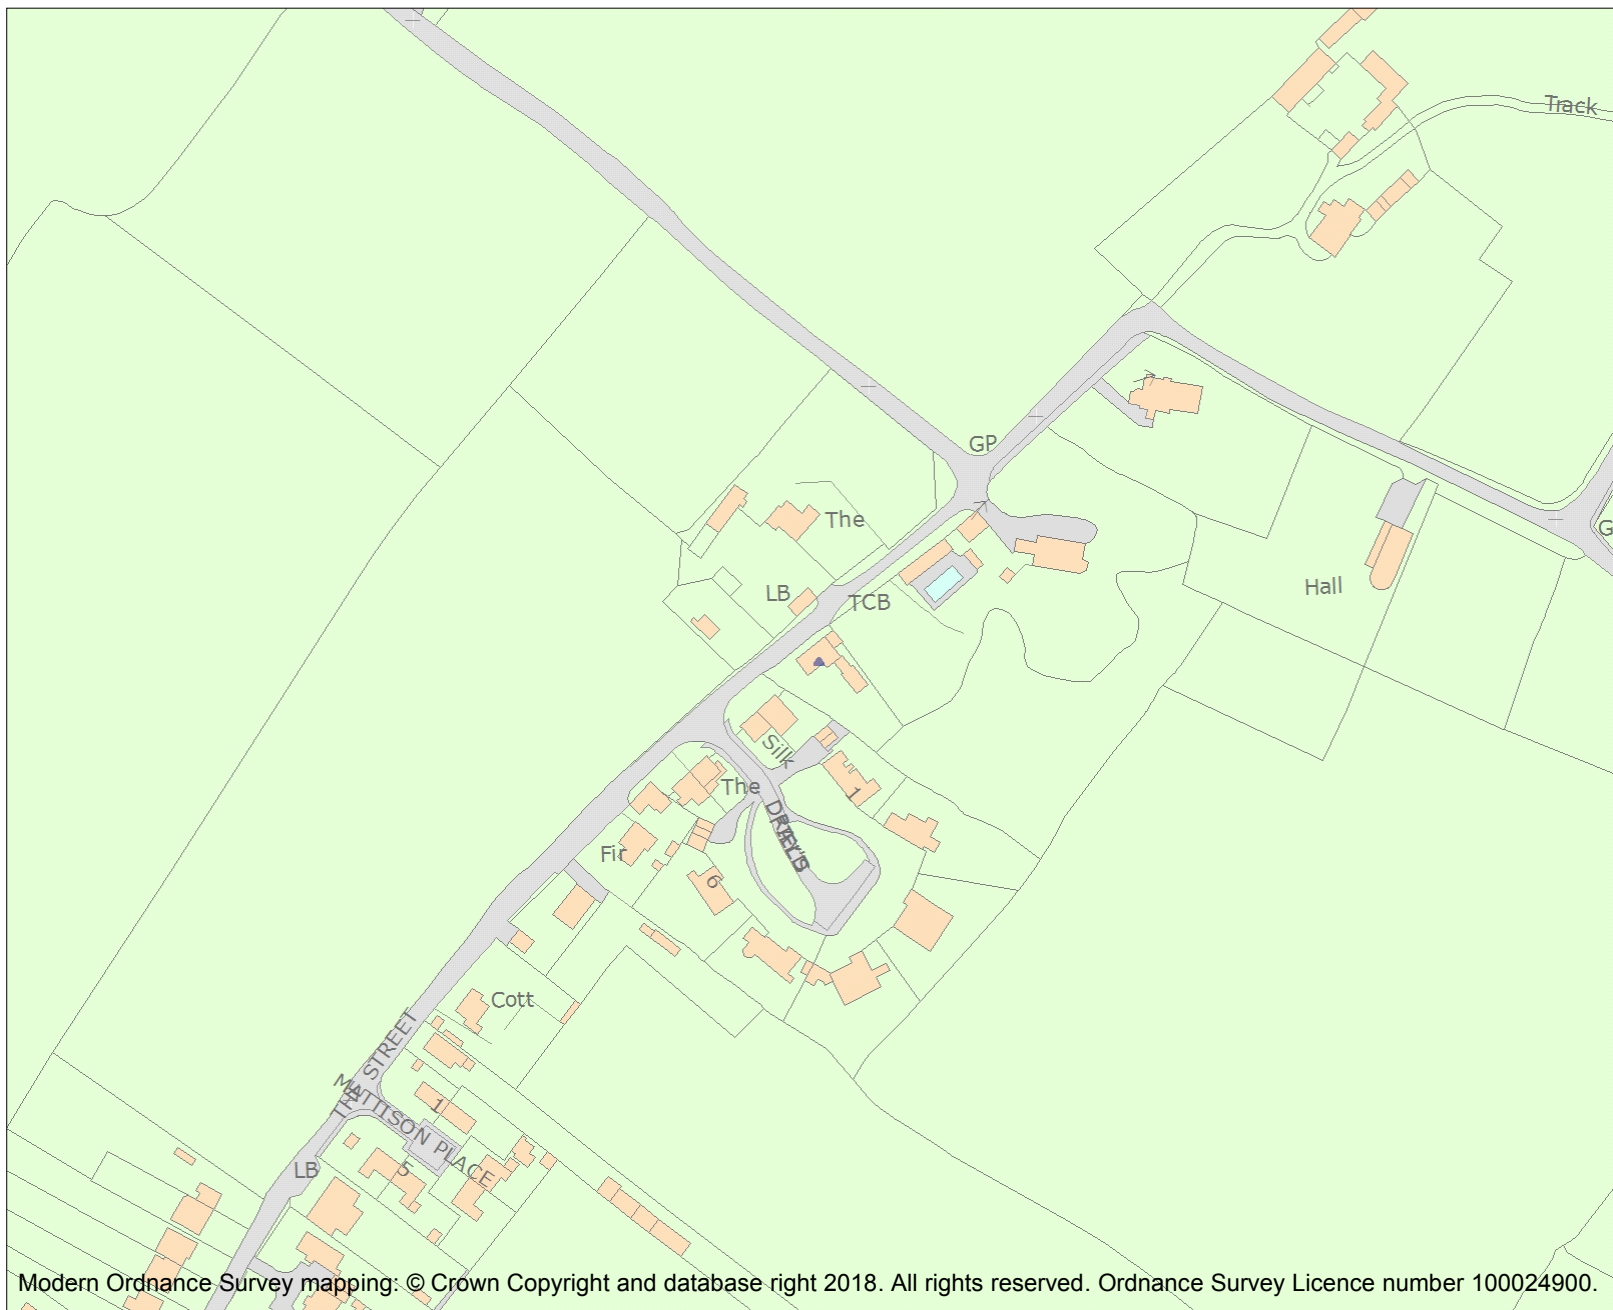 Track
GP
The
G
Hall
LB
TCB
Silk
The
1
Fir
6
Cott
THE STREET
MATTISON PLACE
1
5
LB
Modern Ordnance Survey mapping: © Crown Copyright and database right 2018. All rights reserved. Ordnance Survey Licence number 100024900.